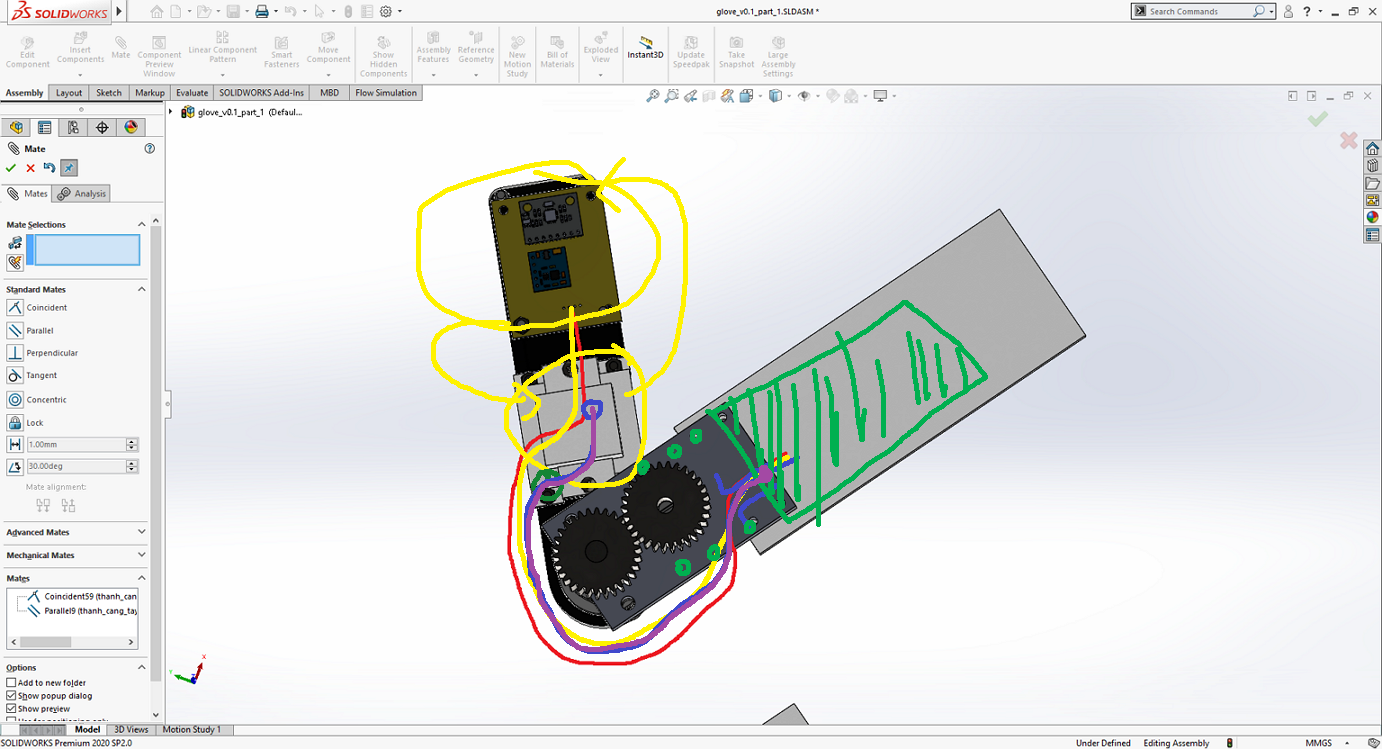 SOLIDWORKS
glove_v0.1_part_1.SLDASM *
Search Commands
Edit Component
Insert Components
Mate
Component Preview Window
Linear Component Pattern
Smart Fasteners
Move Component
Show Hidden Components
Assembly Features
Reference Geometry
New Motion Study
Bill of Materials
Exploded View
Instant3D
Update Speedpak
Take Snapshot
Large Assembly Settings
Assembly
Layout
Sketch
Markup
Evaluate
SOLIDWORKS Add-Ins
MBD
Flow Simulation
glove_v0.1_part_1 (Defaul...
Mate
Mates
Analysis
Mate Selections
Standard Mates
Coincident
Parallel
Perpendicular
Tangent
Concentric
Lock
1.00mm
30.00deg
Mate alignment:
Advanced Mates
Mechanical Mates
Mates
Coincident59 (thanh_can
Parallel9 (thanh_cang_tay
Options
Add to new folder
Show popup dialog
Show preview
Model
3D Views
Motion Study 1
SOLIDWORKS Premium 2020 SP2.0
Under Defined
Editing Assembly
MMGS